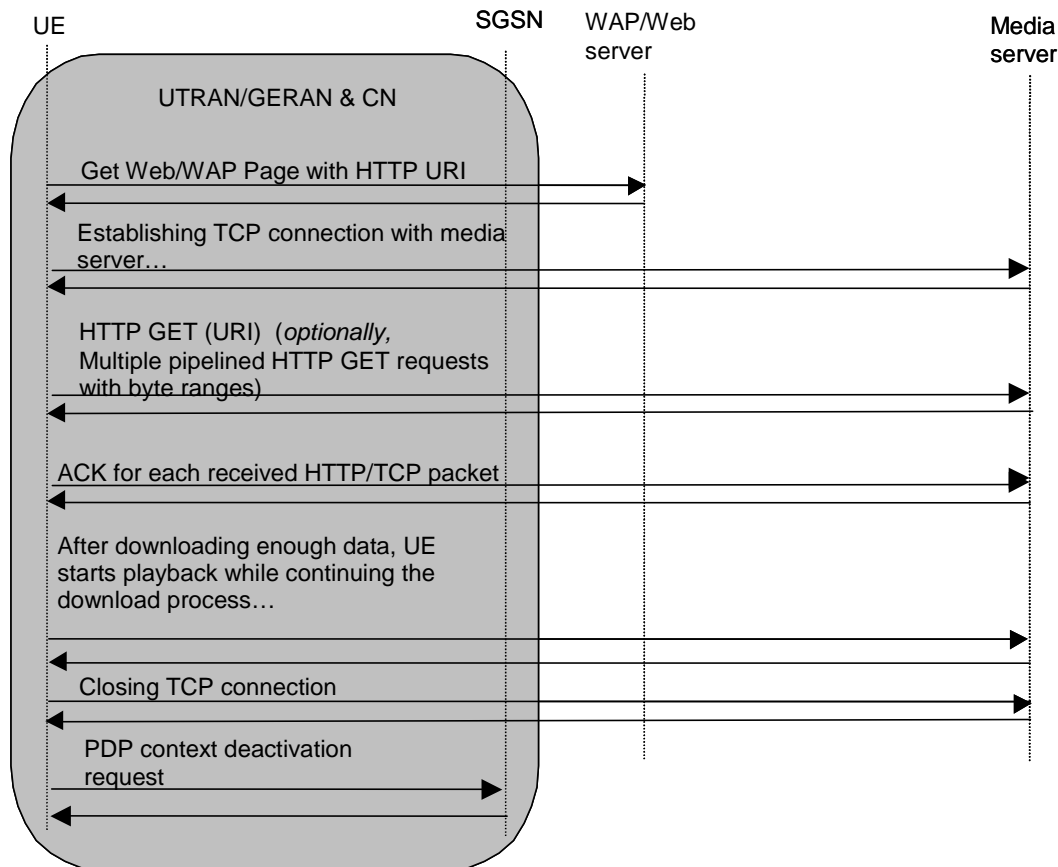 UE
SGSN
WAP/Web
server
Media
server
UTRAN/GERAN & CN
Get Web/WAP Page with HTTP URI
Establishing TCP connection with media
server…
HTTP GET (URI) (optionally,
Multiple pipelined HTTP GET requests
with byte ranges)
ACK for each received HTTP/TCP packet
After downloading enough data, UE
starts playback while continuing the
download process…
Closing TCP connection
PDP context deactivation
request